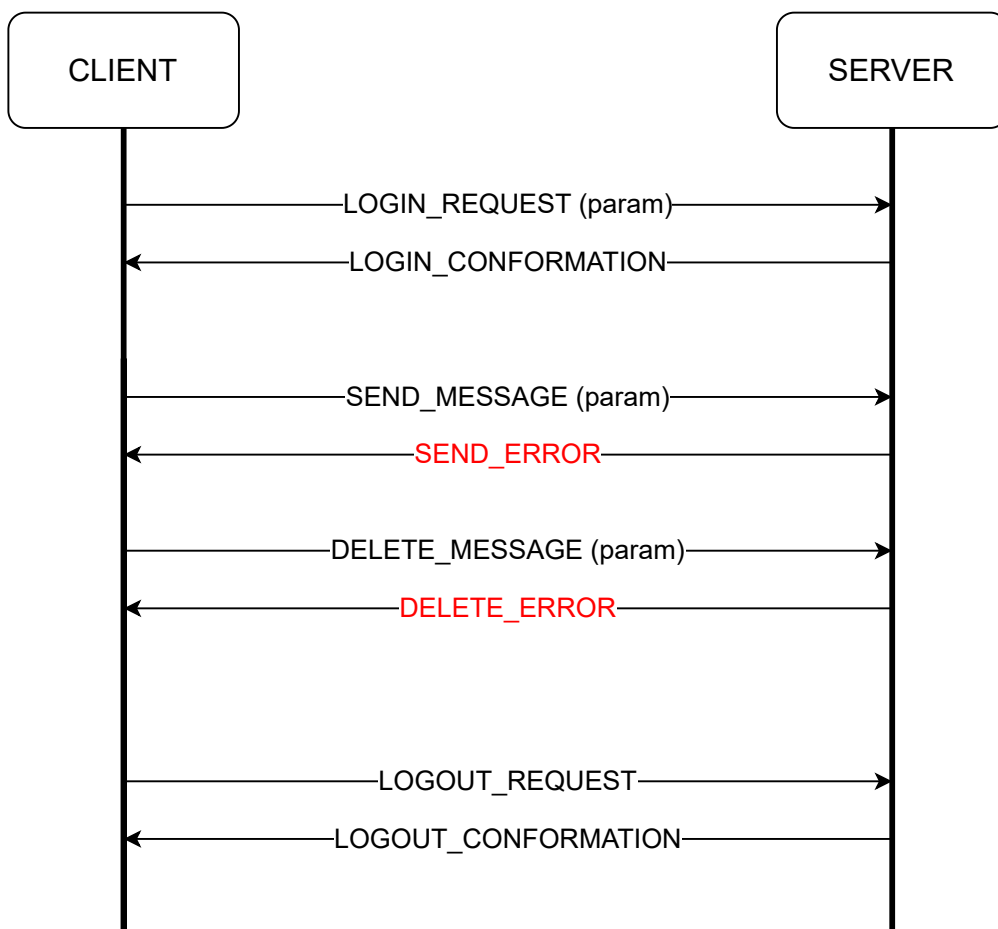 CLIENT
SERVER
LOGIN_REQUEST (param)
LOGIN_CONFORMATION
SEND_MESSAGE (param)
SEND_ERROR
DELETE_MESSAGE (param)
DELETE_ERROR
LOGOUT_REQUEST
LOGOUT_CONFORMATION